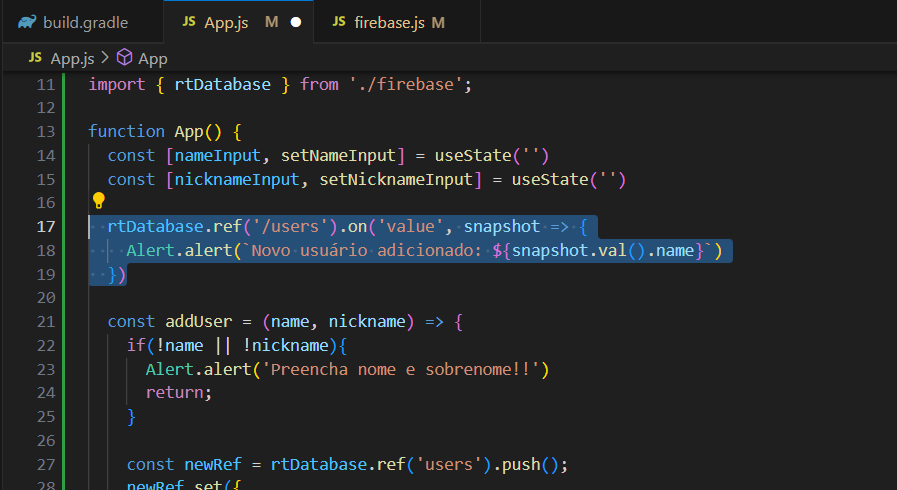 build.gradle JS App.js M JS firebase.js M
JS App.js > App
11 import { rtDatabase } from './firebase';
12
13 function App() {
14 const [nameInput, setNameInput] = useState('')
15 const [nicknameInput, setNicknameInput] = useState('')
16
17 rtDatabase.ref('/users').on('value', snapshot => {
18 Alert.alert(`Novo usuário adicionado: ${snapshot.val().name}`)
19 })
20
21 const addUser = (name, nickname) => {
22 if(!name || !nickname){
23 Alert.alert('Preencha nome e sobrenome!!')
24 return;
25 }
26
27 const newRef = rtDatabase.ref('users').push();
28 newRef.set({